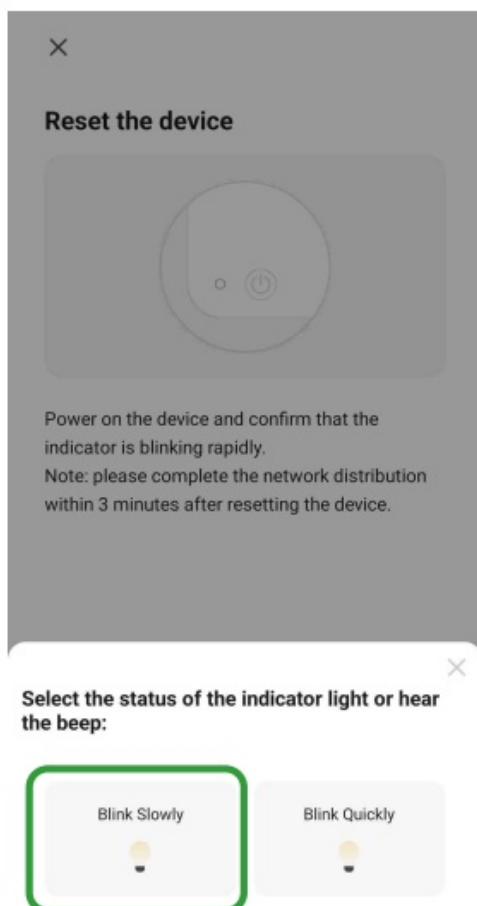 Reset the device
Power on the device and confirm that the
indicator is blinking rapidly.
Note: please complete the network distribution
within 3 minutes after resetting the device.
Select the status of the indicator light or hear
the beep:
Blink Slowly
Blink Quickly